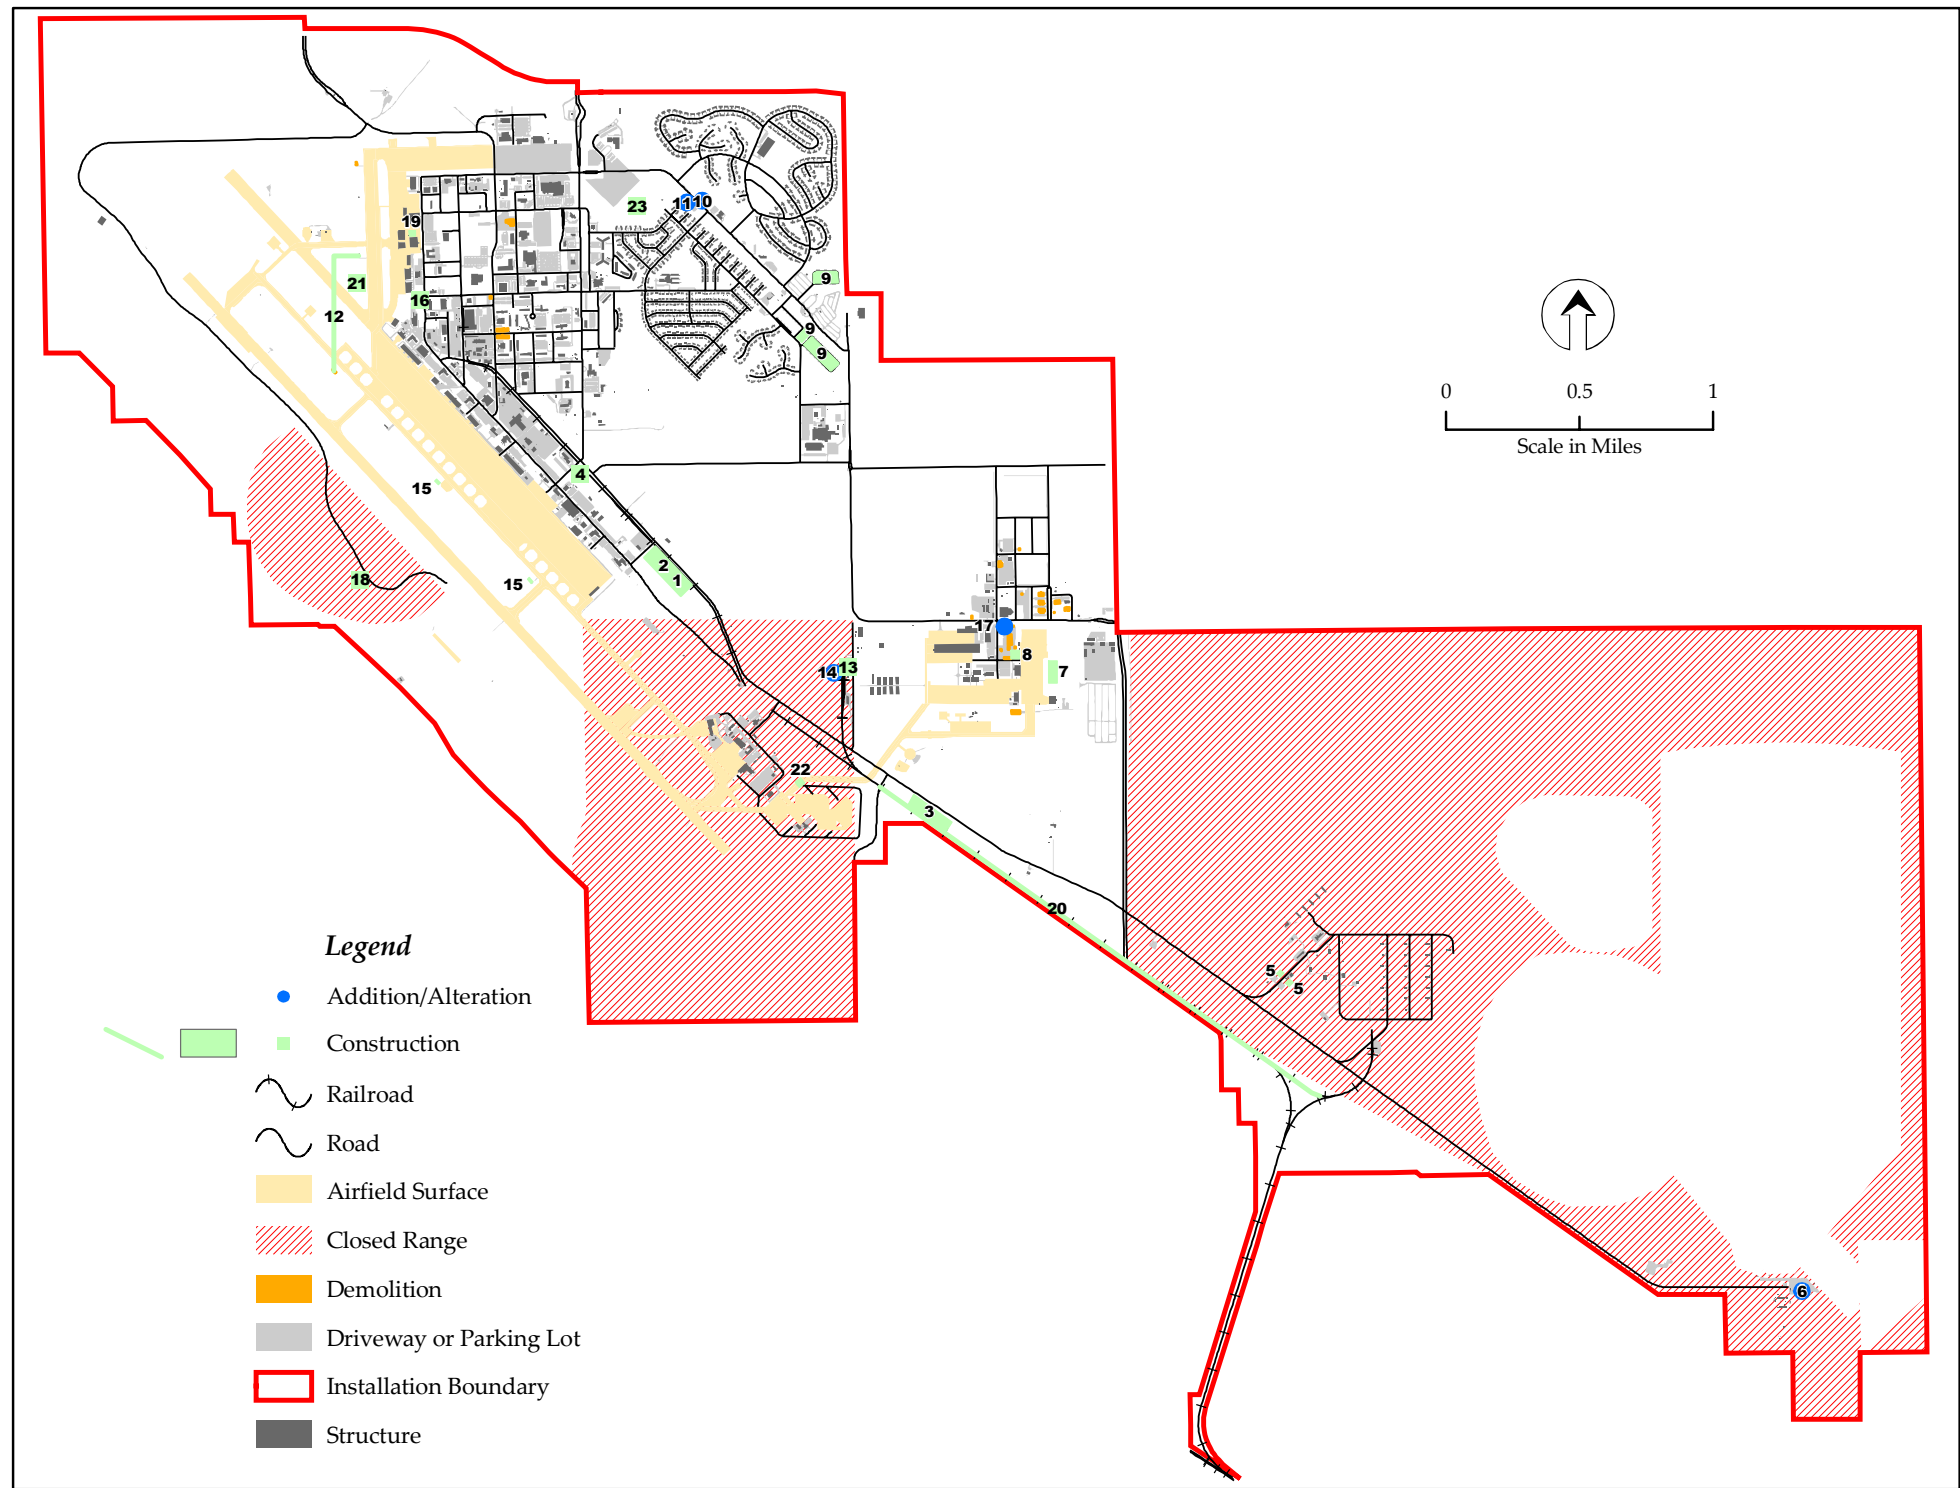 23
11
10
19
9
21
16
12
9
9
0
0.5
1
Scale in Miles
4
15
2
1
18
15
17
8
14
13
7
22
3
20
5
5
6
Legend
Addition/Alteration
Construction
Railroad
Road
Airfield Surface
Closed Range
Demolition
Driveway or Parking Lot
Installation Boundary
Structure